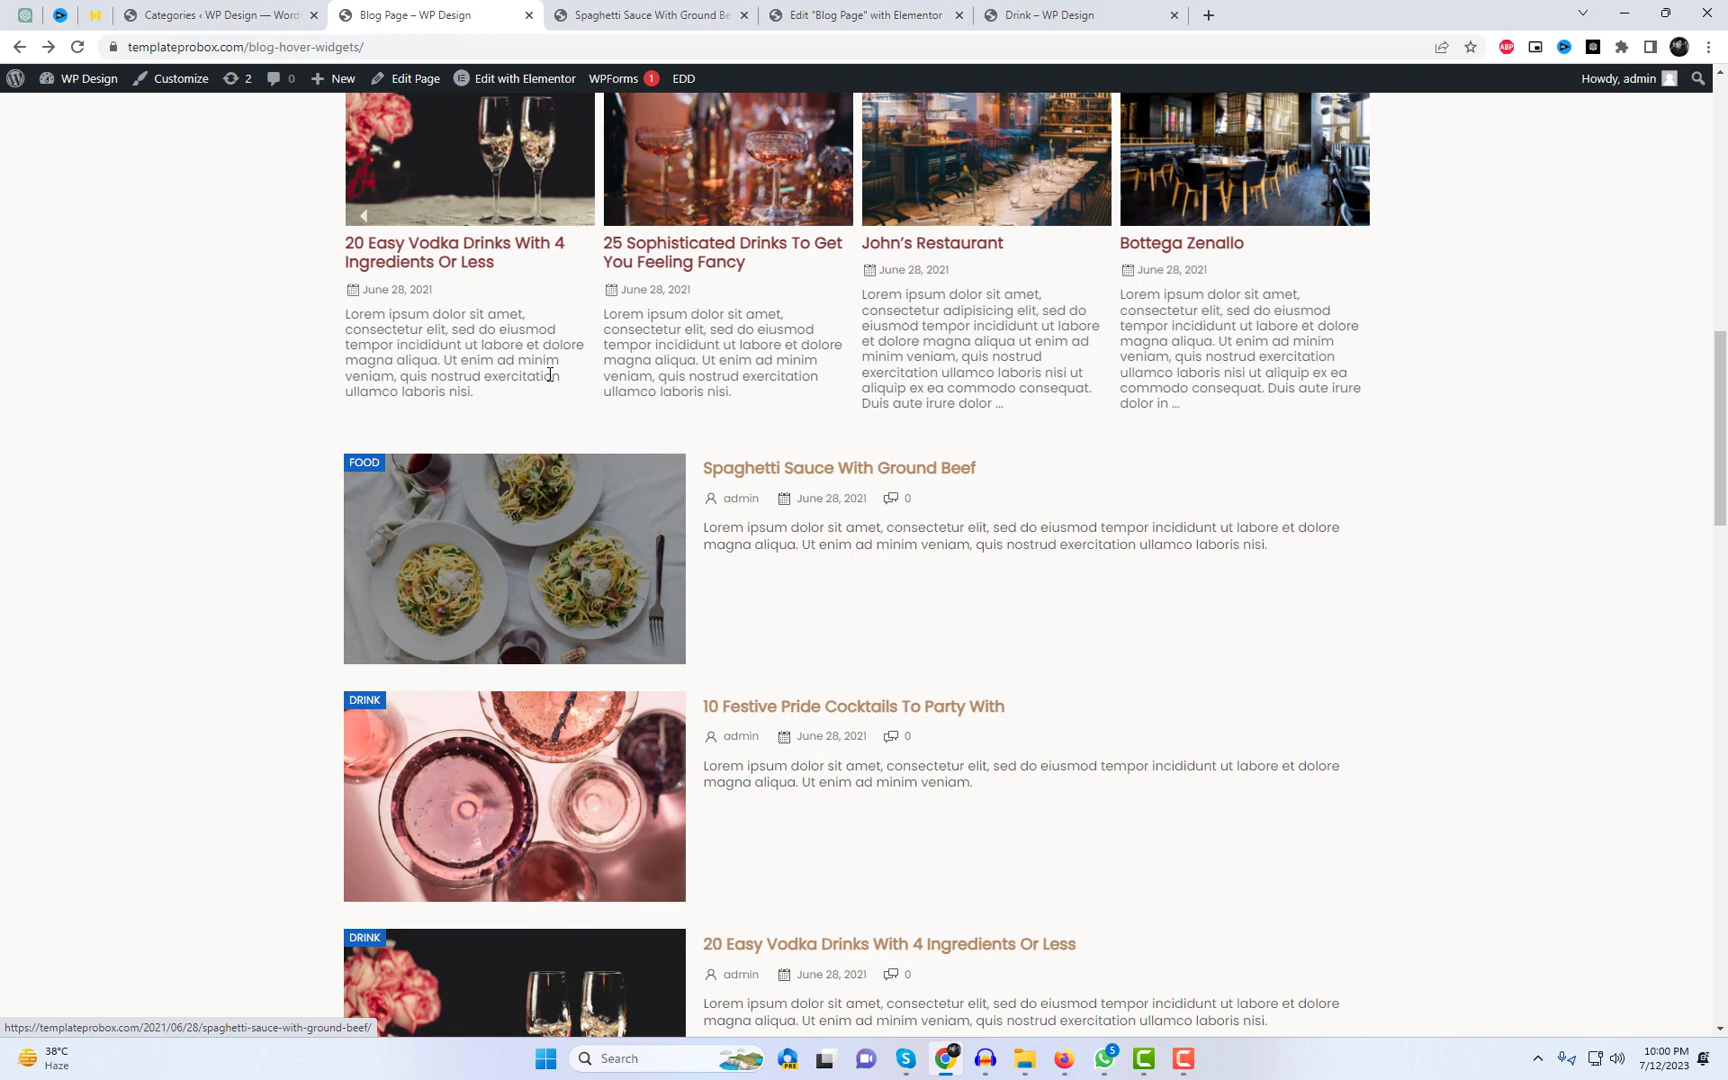 Categories ‹ WP Design — Word
Blog Page – WP Design
Spaghetti Sauce With Ground Be
Edit "Blog Page" with Elementor
Drink – WP Design
templateprobox.com/blog-hover-widgets/
ABP
WP Design
Customize
2
0
New
Edit Page
Edit with Elementor
WPForms 1
EDD
Howdy, admin
20 Easy Vodka Drinks With 4
Ingredients Or Less
June 28, 2021
Lorem ipsum dolor sit amet,
consectetur elit, sed do eiusmod
tempor incididunt ut labore et dolore
magna aliqua. Ut enim ad minim
veniam, quis nostrud exercitation
ullamco laboris nisi.
25 Sophisticated Drinks To Get
You Feeling Fancy
June 28, 2021
Lorem ipsum dolor sit amet,
consectetur elit, sed do eiusmod
tempor incididunt ut labore et dolore
magna aliqua. Ut enim ad minim
veniam, quis nostrud exercitation
ullamco laboris nisi.
John's Restaurant
June 28, 2021
Lorem ipsum dolor sit amet,
consectetur adipisicing elit, sed do
eiusmod tempor incididunt ut labore
et dolore magna aliqua ut enim ad
minim veniam, quis nostrud
exercitation ullamco laboris nisi ut
aliquip ex ea commodo consequat.
Duis aute irure dolor ...
Bottega Zenallo
June 28, 2021
Lorem ipsum dolor sit amet,
consectetur adipisicing elit, sed do
eiusmod tempor incididunt ut labore
et dolore magna aliqua. Ut enim ad minim
veniam, quis nostrud exercitation
ullamco laboris nisi ut aliquip ex ea
commodo consequat. Duis aute irure
dolor in ...
FOOD
Spaghetti Sauce With Ground Beef
admin June 28, 2021 0
Lorem ipsum dolor sit amet, consectetur elit, sed do eiusmod tempor incididunt ut labore et dolore
magna aliqua. Ut enim ad minim veniam, quis nostrud exercitation ullamco laboris nisi.
DRINK
10 Festive Pride Cocktails To Party With
admin June 28, 2021 0
Lorem ipsum dolor sit amet, consectetur elit, sed do eiusmod tempor incididunt ut labore et dolore
magna aliqua. Ut enim ad minim veniam.
DRINK
20 Easy Vodka Drinks With 4 Ingredients Or Less
admin June 28, 2021 0
Lorem ipsum dolor sit amet, consectetur elit, sed do eiusmod tempor incididunt ut labore et dolore
magna aliqua. Ut enim ad minim veniam, quis nostrud exercitation ullamco laboris nisi.
https://templateprobox.com/2021/06/28/spaghetti-sauce-with-ground-beef/
38°C
Haze
Search
PRE
5
10:00 PM
7/12/2023